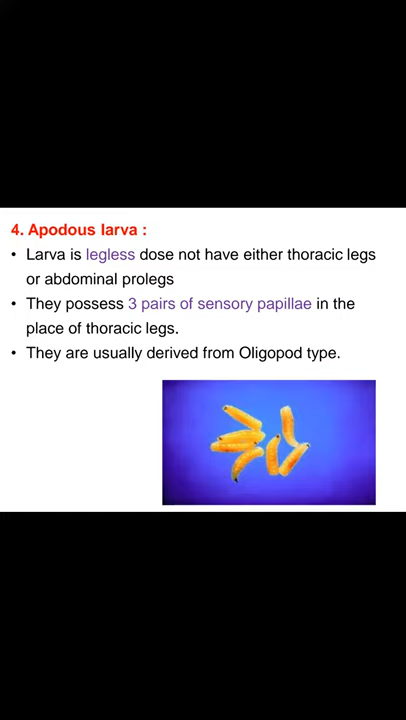 4. Apodous larva :
• Larva is legless dose not have either thoracic legs
or abdominal prolegs
• They possess 3 pairs of sensory papillae in the
place of thoracic legs.
• They are usually derived from Oligopod type.